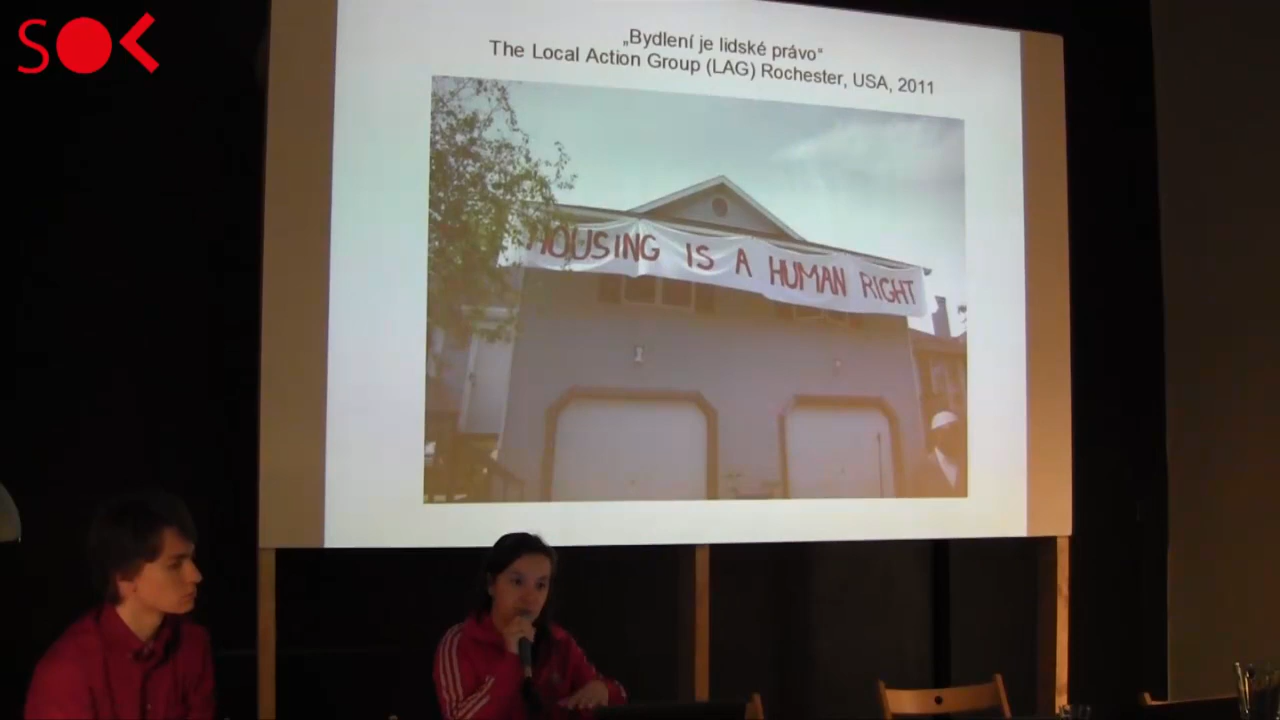 SOK
„Bydlení je lidské právo“
The Local Action Group (LAG) Rochester, USA, 2011
HOUSING IS A HUMAN RIGHT